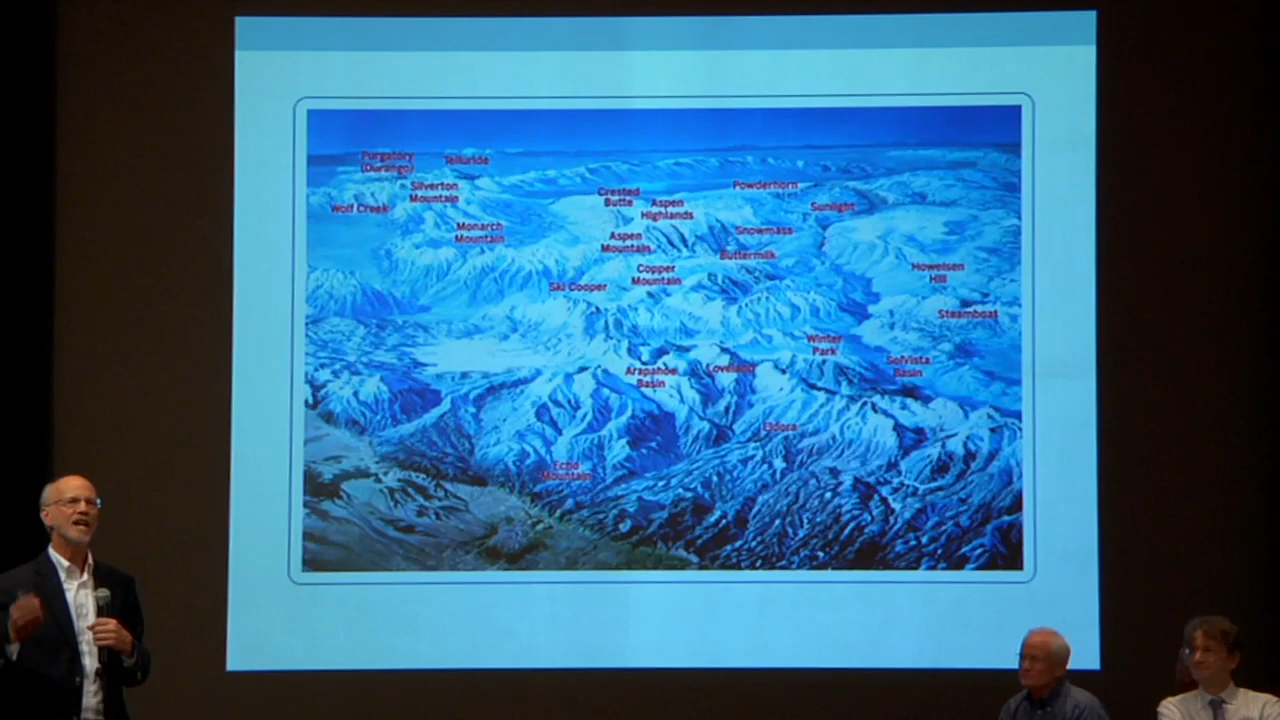 Purgatory
(Durango)
Telluride
Silverton
Mountain
Wolf Creek
Monarch
Mountain
Crested
Butte
Aspen
Highlands
Powderhorn
Sunlight
Aspen
Mountain
Snowmass
Buttermilk
Copper
Mountain
Ski Cooper
Howelsen
Hill
Steamboat
Winter
Park
SolVista
Basin
Arapahoe
Basin
Loveland
Eldora
Echo
Mountain